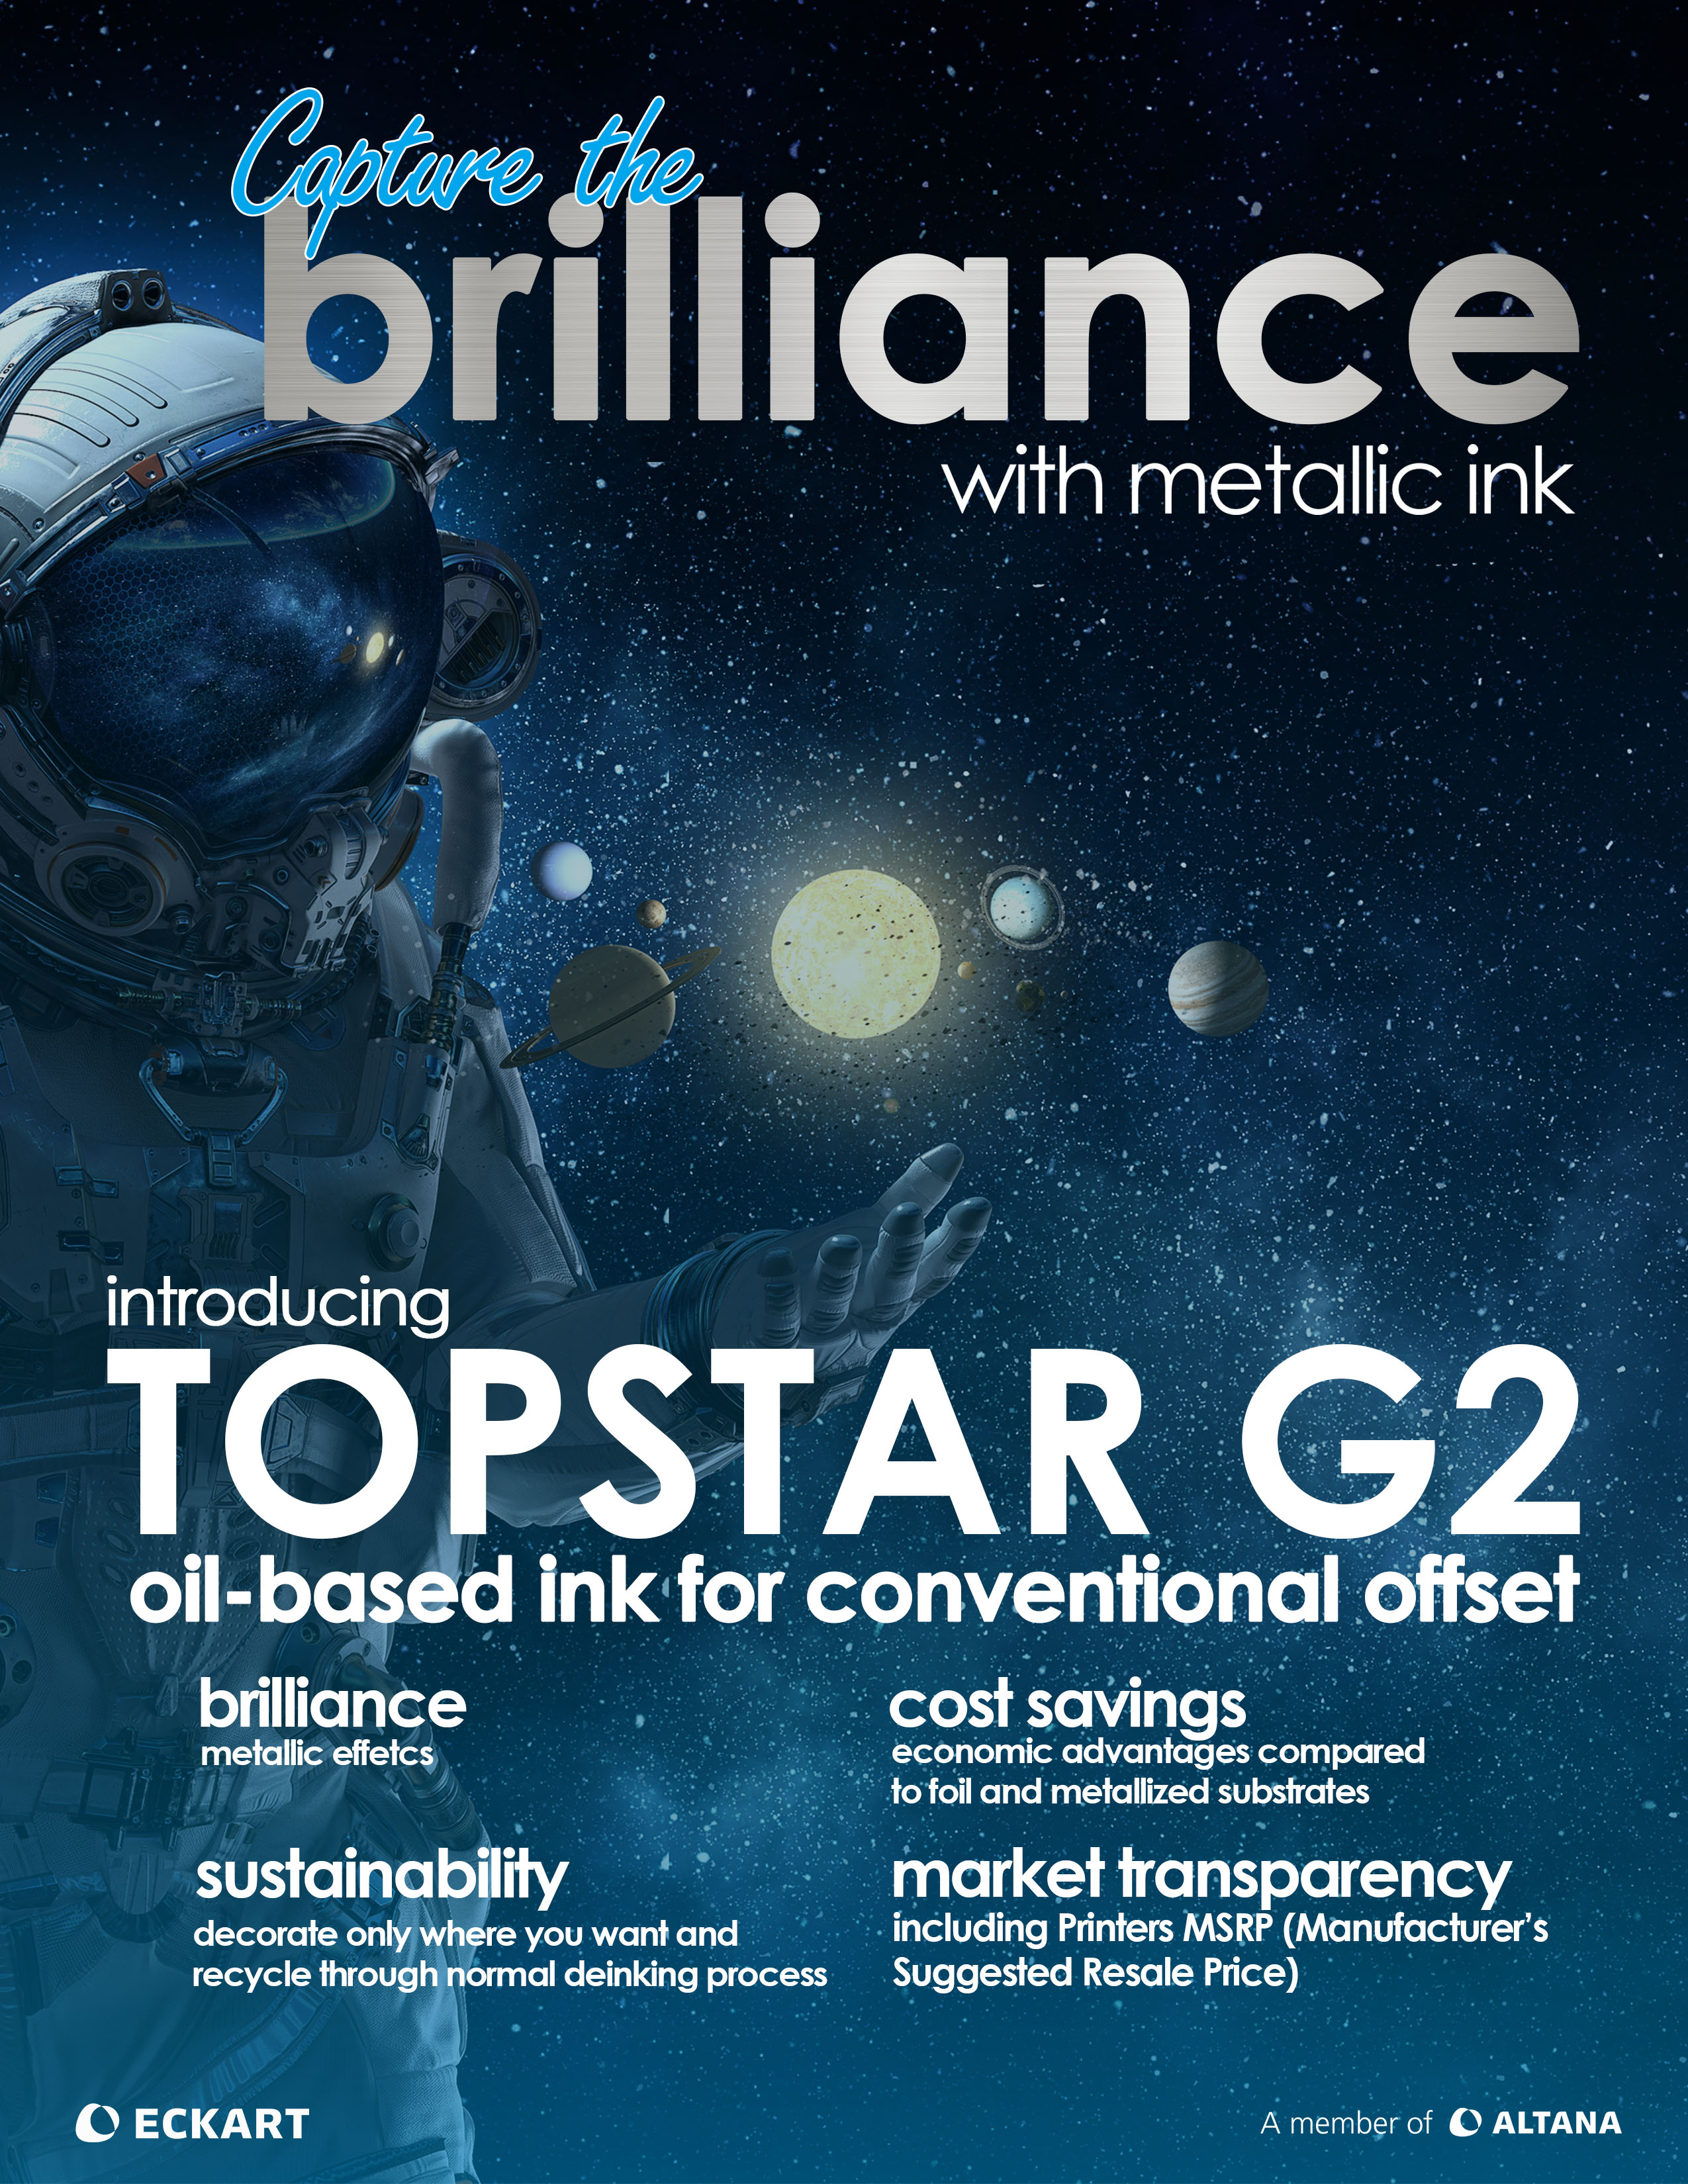 Capture the
brilliance
with metallic ink
introducing
TOPSTAR G2
oil-based ink for conventional offset
brilliance
metallic effetcs
cost savings
economic advantages compared
to foil and metallized substrates
sustainability
decorate only where you want and
recycle through normal deinking process
market transparency
including Printers MSRP (Manufacturer’s
Suggested Resale Price)
ECKART
A member of ALTANA